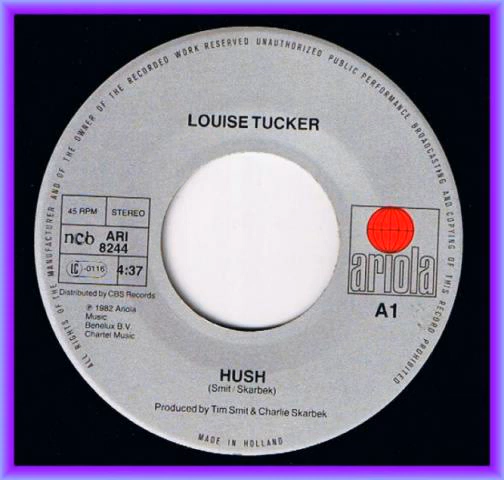 ALL RIGHTS OF THE MANUFACTURER AND OF THE OWNER OF THE RECORDED WORK RESERVED UNAUTHORIZED PUBLIC PERFORMANCE BROADCASTING AND COPYING OF THIS RECORD PROHIBITED
LOUISE TUCKER
45 RPM STEREO
ncb ARI
8244
LC-0116 4:37
Distributed by CBS Records
℗ 1982 Ariola
Music
Benelux B.V.
Chartel Music
ariola
A1
HUSH
(Smit / Skarbek)
Produced by Tim Smit & Charlie Skarbek
MADE IN HOLLAND